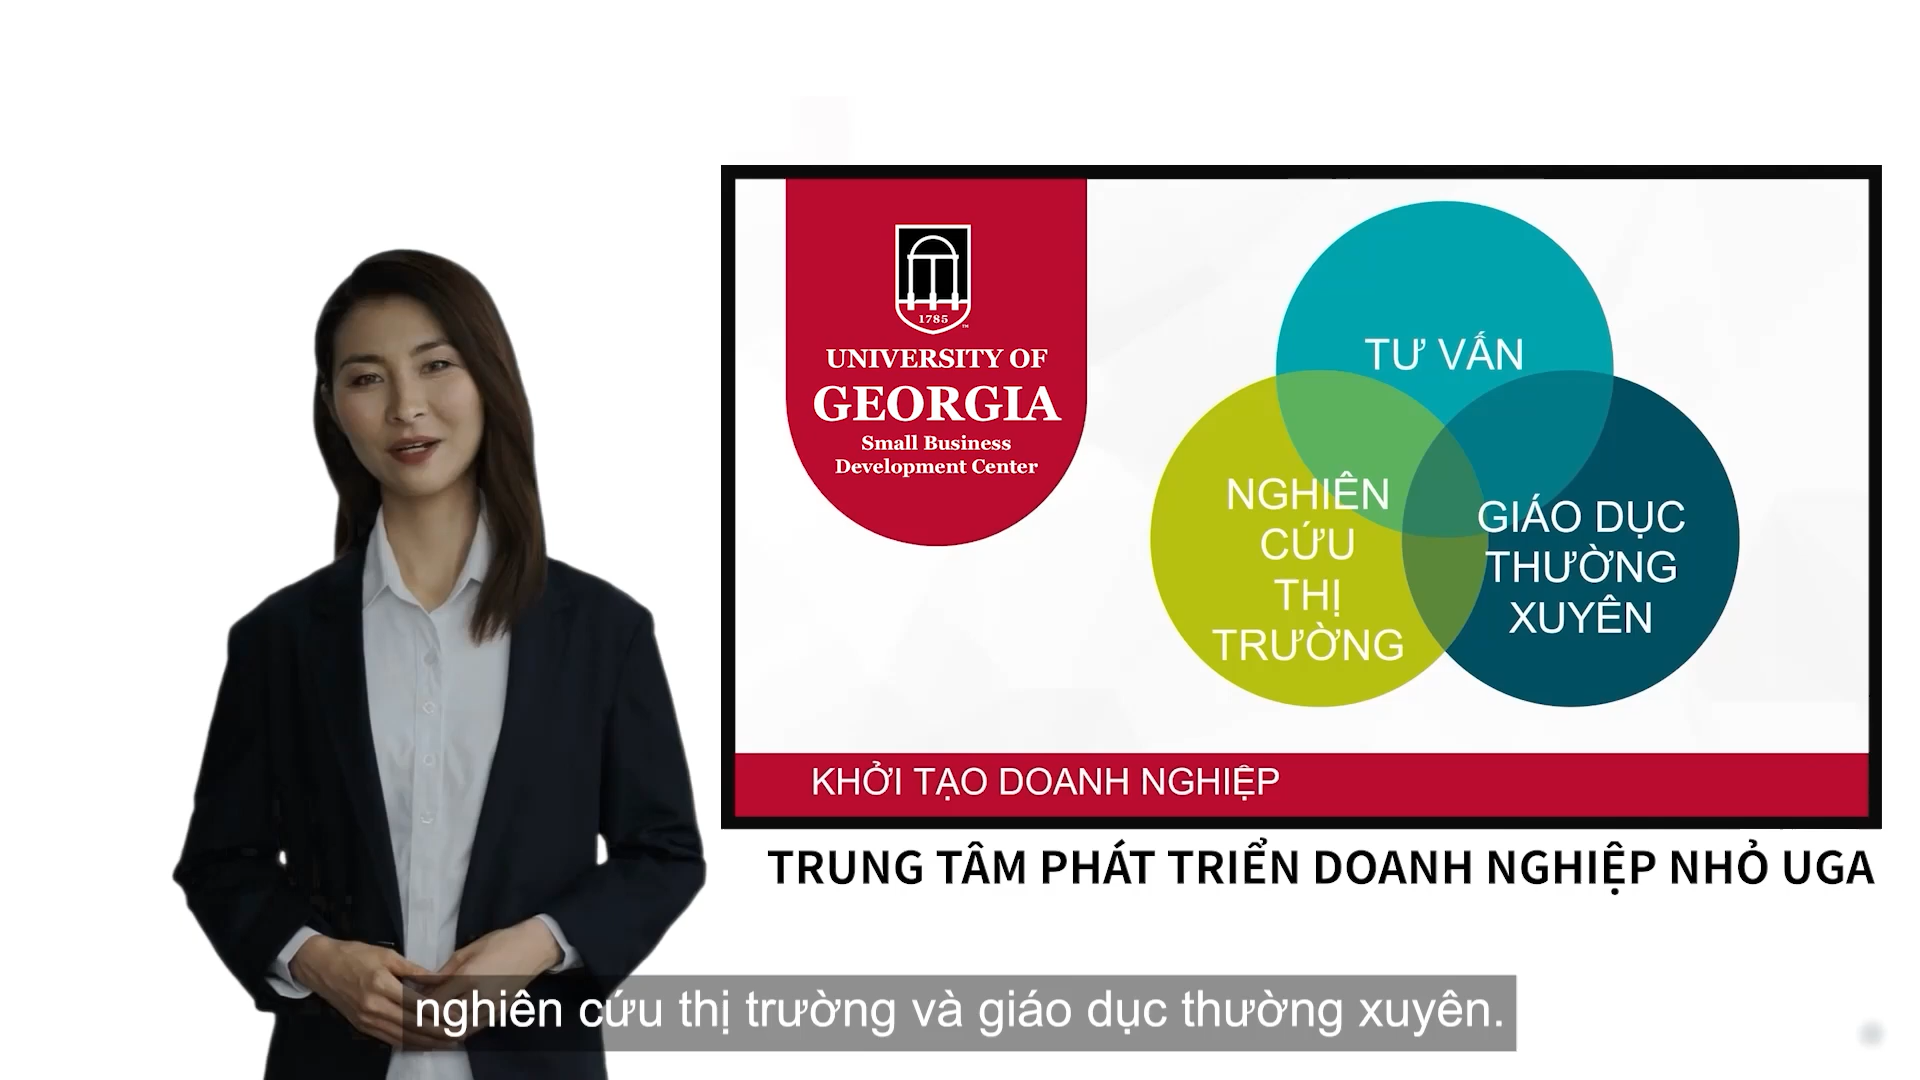 1785
UNIVERSITY OF
GEORGIA
Small Business
Development Center
TƯ VẤN
NGHIÊN
CỨU
THỊ
TRƯỜNG
GIÁO DỤC
THƯỜNG
XUYÊN
KHỞI TẠO DOANH NGHIỆP
TRUNG TÂM PHÁT TRIỂN DOANH NGHIỆP NHỎ UGA
nghiên cứu thị trường và giáo dục thường xuyên.